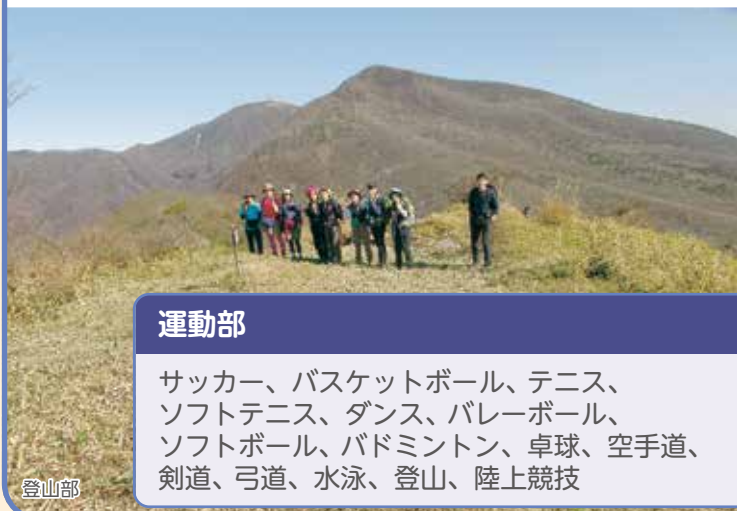 運動部
サッカー、バスケットボール、テニス、
ソフトテニス、ダンス、バレーボール、
ソフトボール、バドミントン、卓球、空手道、
剣道、弓道、水泳、登山、陸上競技
登山部